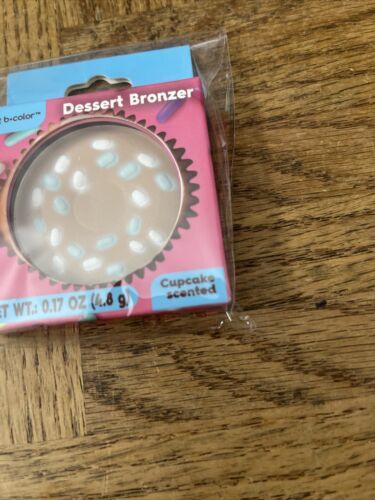 b•color™
Dessert Bronzer
Cupcake
scented
ET WT.: 0.17 OZ (4.8 g)